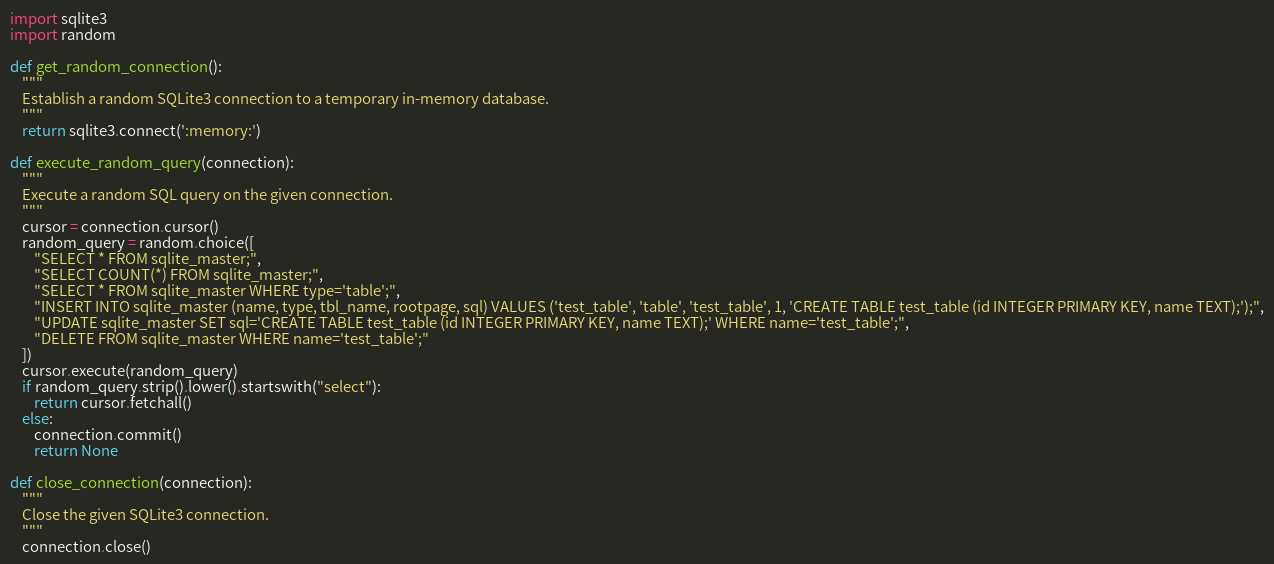 import sqlite3
import random
def get_random_connection():
"""
Establish a random SQLite3 connection to a temporary in-memory database.
"""
return sqlite3.connect(':memory:')
def execute_random_query(connection):
"""
Execute a random SQL query on the given connection.
"""
cursor = connection.cursor()
random_query = random.choice([
"SELECT * FROM sqlite_master;",
"SELECT COUNT(*) FROM sqlite_master;",
"SELECT * FROM sqlite_master WHERE type='table';",
"INSERT INTO sqlite_master (name, type, tbl_name, rootpage, sql) VALUES ('test_table', 'table', 'test_table', 1, 'CREATE TABLE test_table (id INTEGER PRIMARY KEY, name TEXT);');",
"UPDATE sqlite_master SET sql='CREATE TABLE test_table (id INTEGER PRIMARY KEY, name TEXT);' WHERE name='test_table';",
"DELETE FROM sqlite_master WHERE name='test_table';"
])
cursor.execute(random_query)
if random_query.strip().lower().startswith("select"):
return cursor.fetchall()
else:
connection.commit()
return None
def close_connection(connection):
"""
Close the given SQLite3 connection.
"""
connection.close()